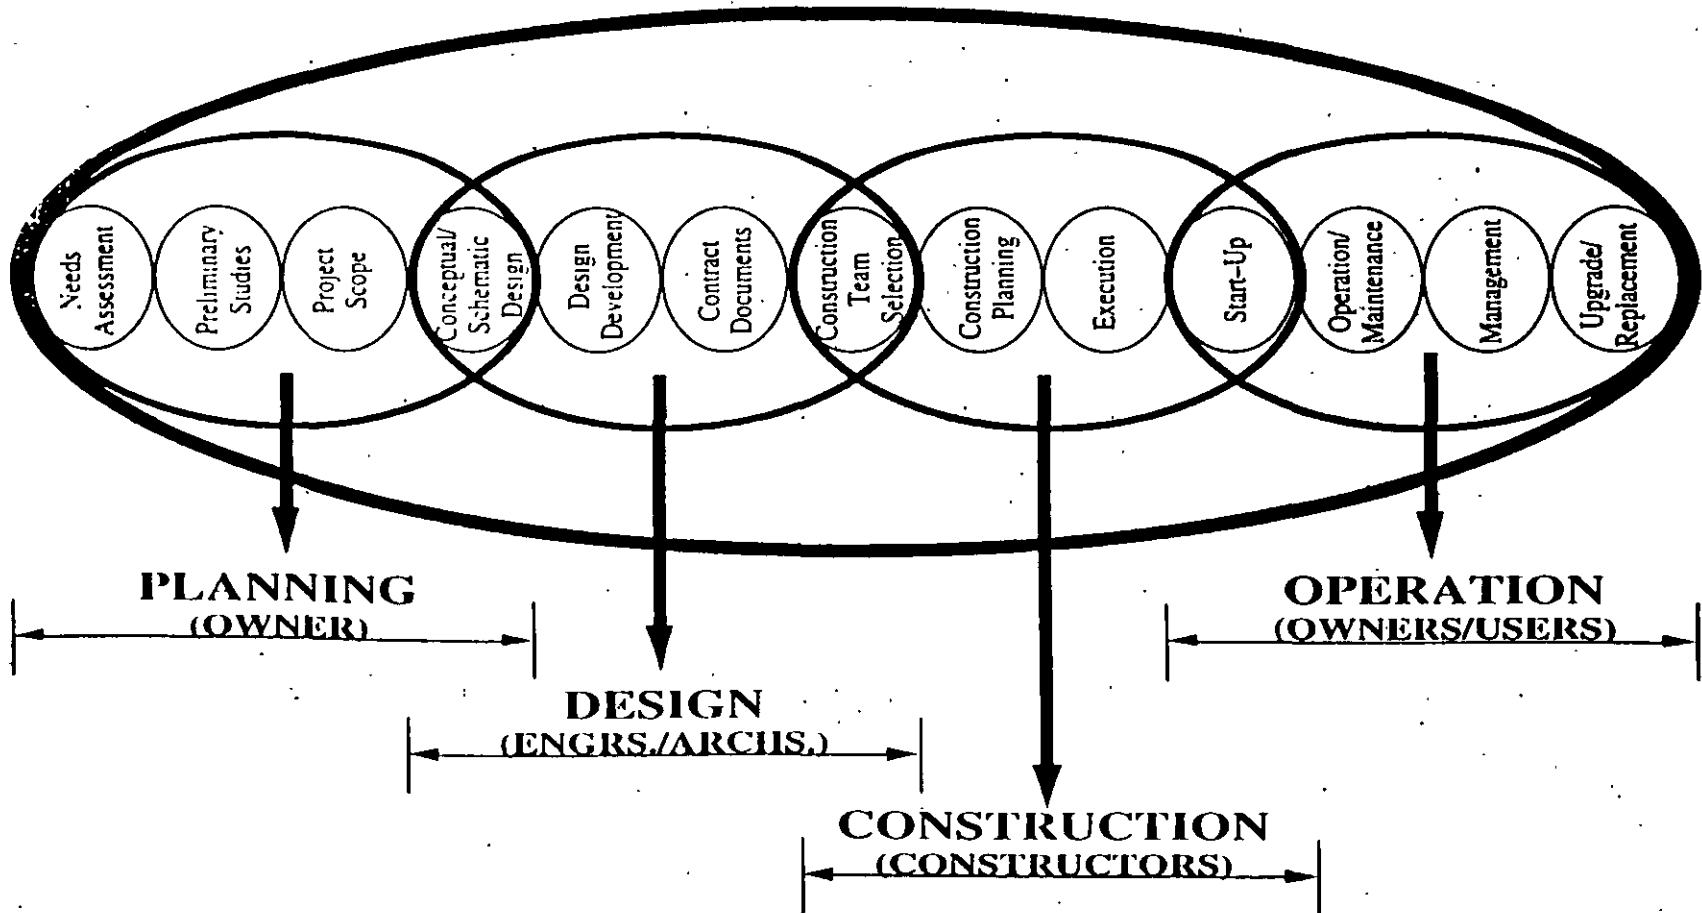 Needs
Assessment
Preliminary
Studies
Project
Scope
Conceptual/
Schematic
Design
Design
Development
Contract
Documents
Construction
Team
Selection
Construction
Planning
Execution
Start-Up
Operation/
Maintenance
Management
Upgrade/
Replacement
PLANNING
(OWNER)
OPERATION
(OWNERS/USERS)
DESIGN
(ENGRS./ARCHS.)
CONSTRUCTION
(CONSTRUCTORS)